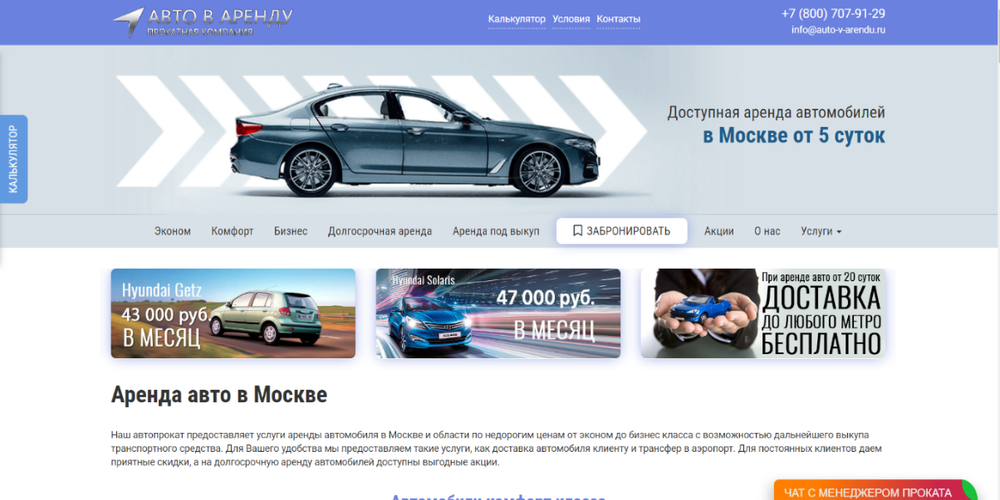 АВТО В АРЕНДУ
ПРОКАТНАЯ КОМПАНИЯ
Калькулятор Условия Контакты
+7 (800) 707-91-29
info@auto-v-arendu.ru
КАЛЬКУЛЯТОР
Доступная аренда автомобилей
в Москве от 5 суток
Эконом Комфорт Бизнес Долгосрочная аренда Аренда под выкуп ЗАБРОНИРОВАТЬ Акции О нас Услуги
Hyundai Getz
43 000 руб.
В МЕСЯЦ
Hyundai Solaris
47 000 руб.
В МЕСЯЦ
При аренде авто от 20 суток
ДОСТАВКА
ДО ЛЮБОГО МЕТРО
БЕСПЛАТНО
Аренда авто в Москве
Наш автопрокат предоставляет услуги аренды автомобиля в Москве и области по недорогим ценам от эконом до бизнес класса с возможностью дальнейшего выкупа
транспортного средства. Для Вашего удобства мы предоставляем такие услуги, как доставка автомобиля клиенту и трансфер в аэропорт. Для постоянных клиентов даем
приятные скидки, а на долгосрочную аренду автомобилей доступны выгодные акции.
Автомобили комфорт класса
ЧАТ С МЕНЕДЖЕРОМ ПРОКАТА